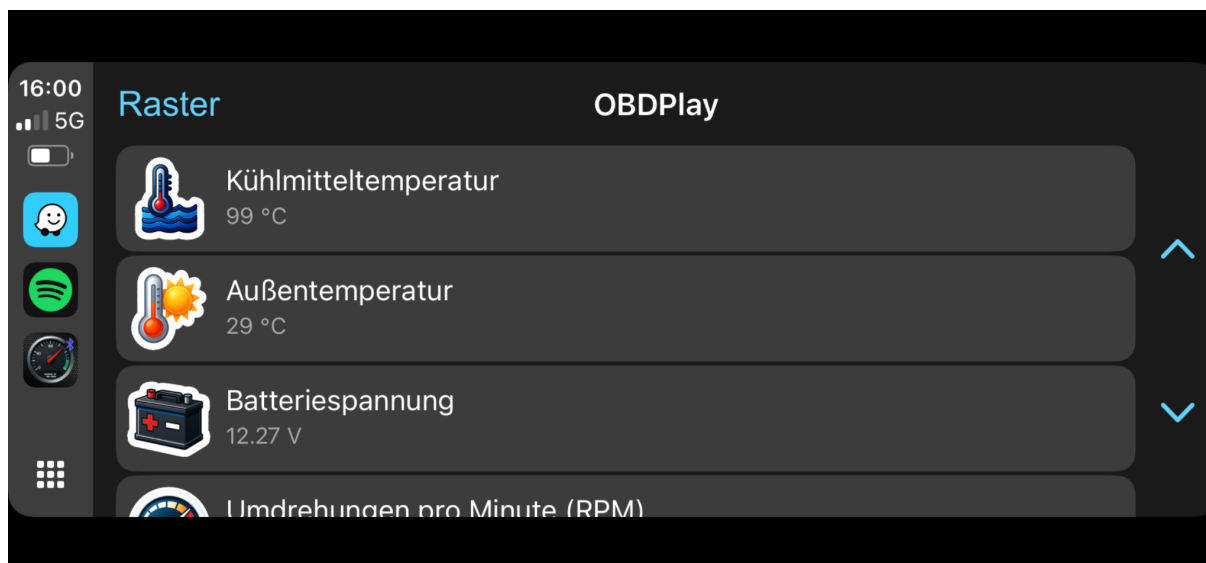 16:00
5G
Raster
OBDPlay
Kühlmitteltemperatur
99 °C
Außentemperatur
29 °C
Batteriespannung
12.27 V
Umdrehungen pro Minute (RPM)